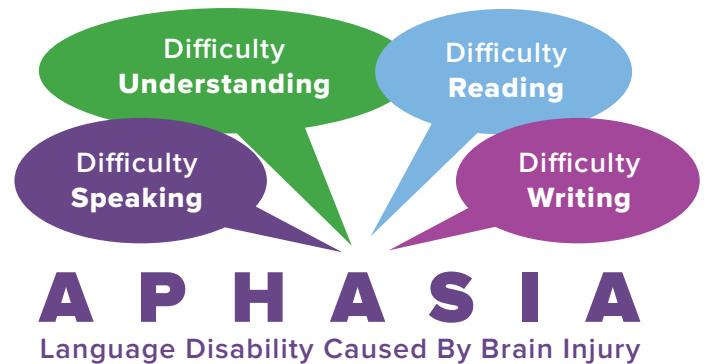 Difficulty
Understanding
Difficulty
Reading
Difficulty
Speaking
Difficulty
Writing
APHASIA
Language Disability Caused By Brain Injury